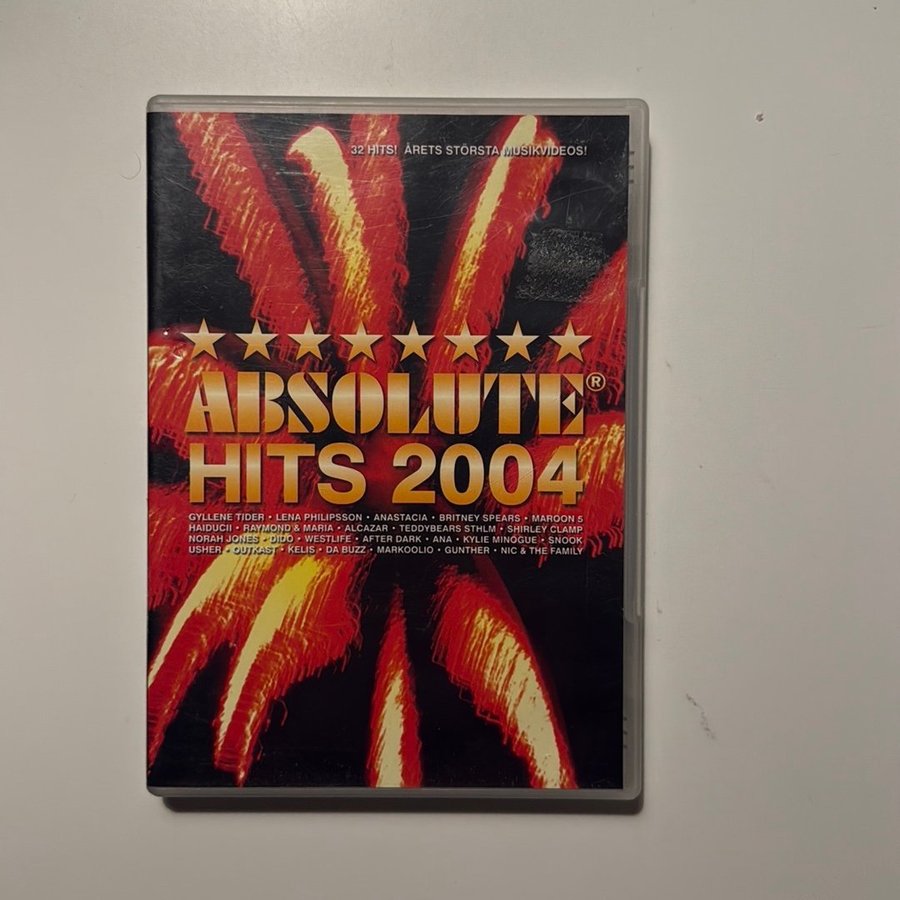 32 HITS! ÅRETS STÖRSTA MUSIKVIDEOS!
ABSOLUTE®
HITS 2004
GYLLENE TIDER • LENA PHILIPSSON • ANASTACIA • BRITNEY SPEARS • MAROON 5
HAIDUCII • RAYMOND & MARIA • ALCAZAR • TEDDYBEARS STHLM • SHIRLEY CLAMP
NORAH JONES • DIDO • WESTLIFE • AFTER DARK • ANA • KYLIE MINOGUE • SNOOK
USHER • OUTKAST • KELIS • DA BUZZ • MARKOOLIO • GUNTHER • NIC & THE FAMILY